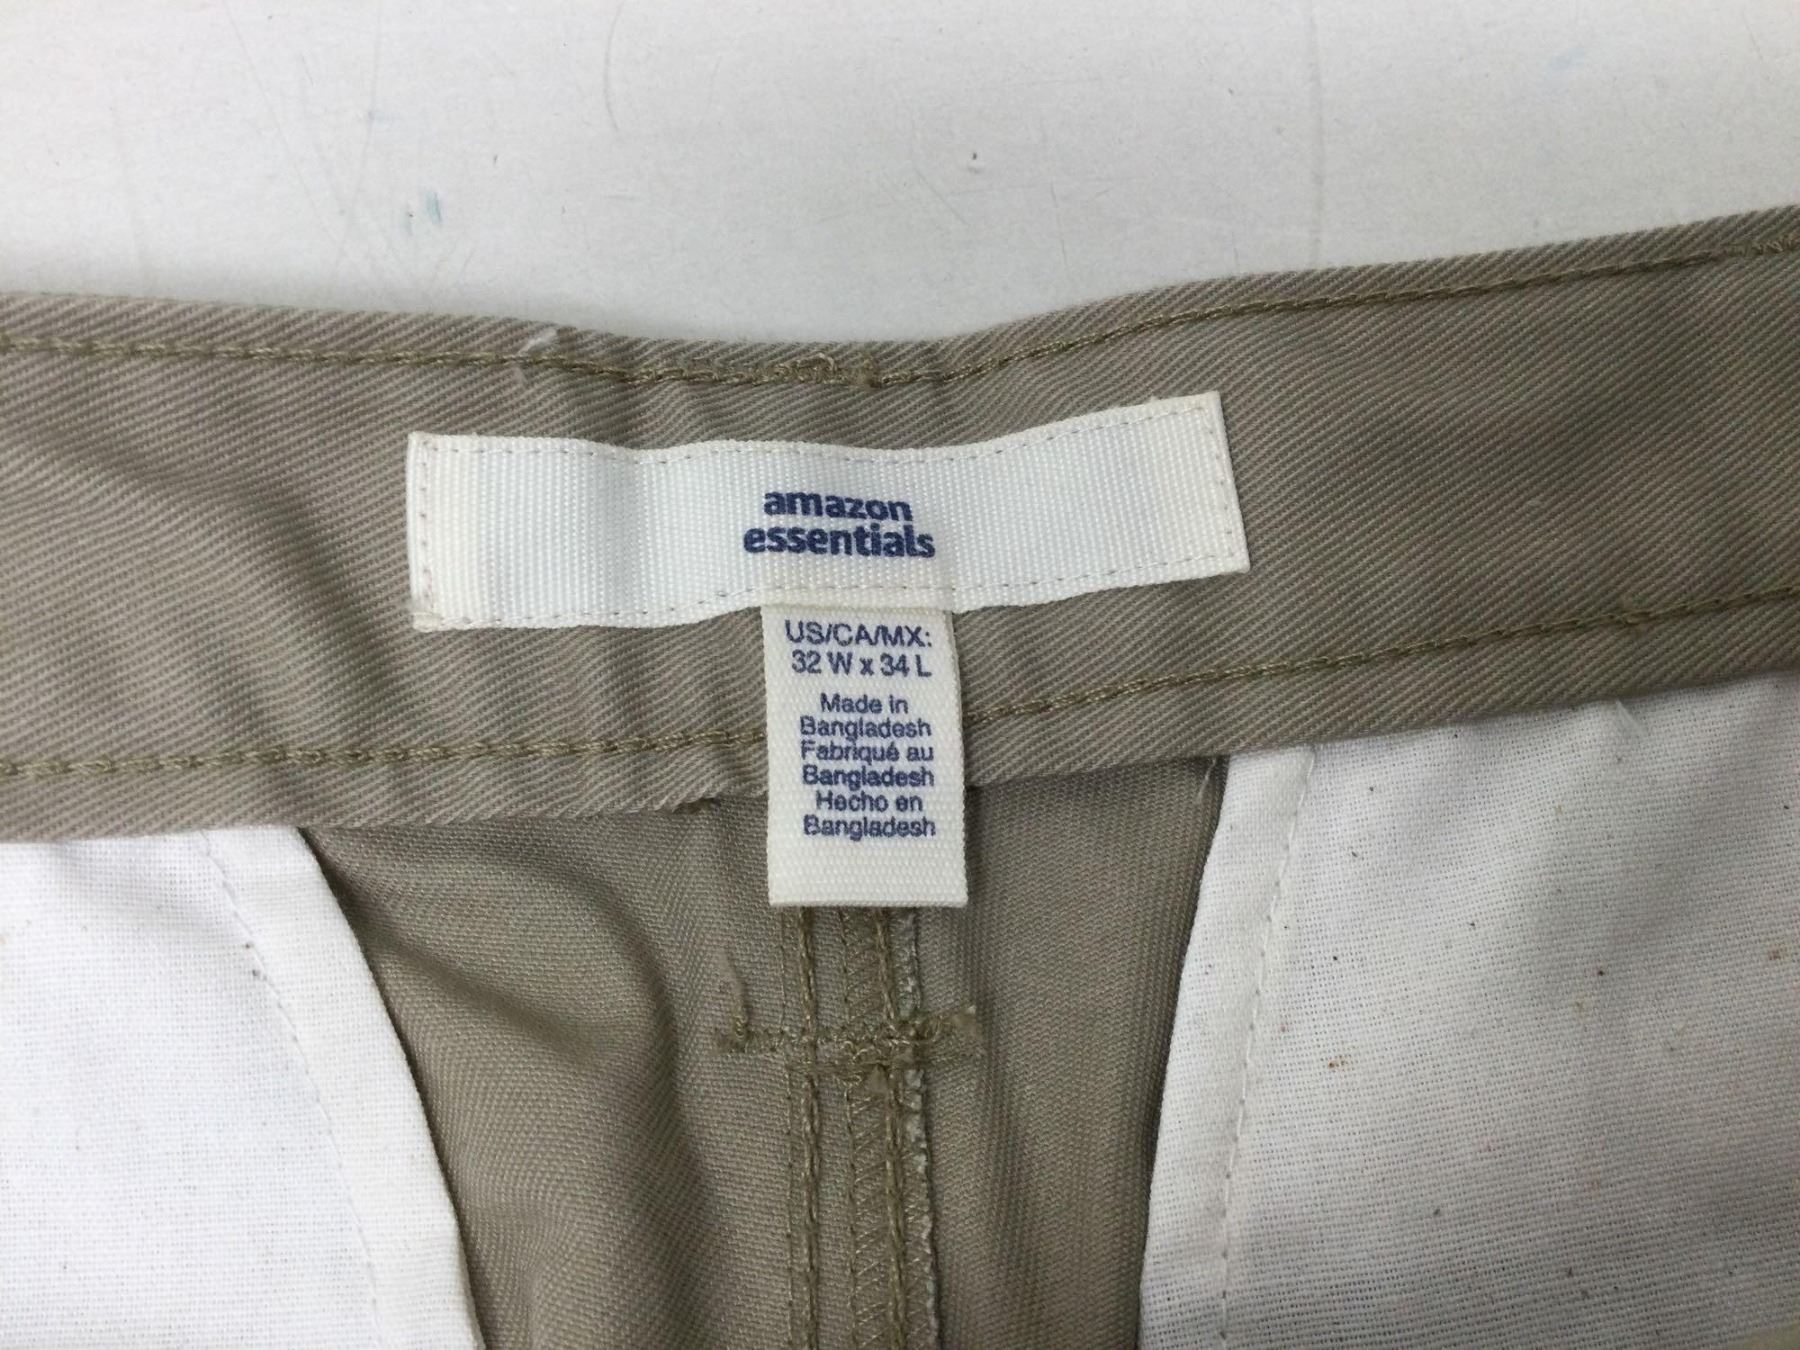 amazon
essentials
US/CA/MX:
32 W x 34 L
Made in
Bangladesh
Fabriqué au
Bangladesh
Hecho en
Bangladesh